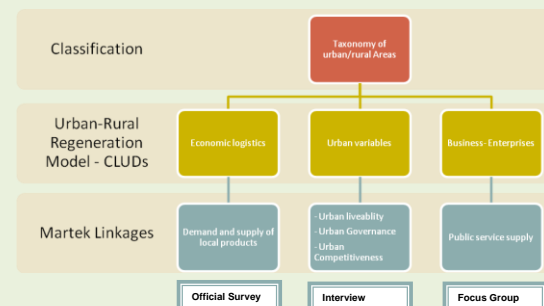 Classification
Taxonomy of
urban/rural Areas
Urban-Rural
Regeneration
Model - CLUDs
Economic logistics
Urban variables
Business- Enterprises
Martek Linkages
Demand and supply of
local products
- Urban liveablity
- Urban Governance
- Urban
Competitiveness
Public service supply
Official Survey
Interview
Focus Group